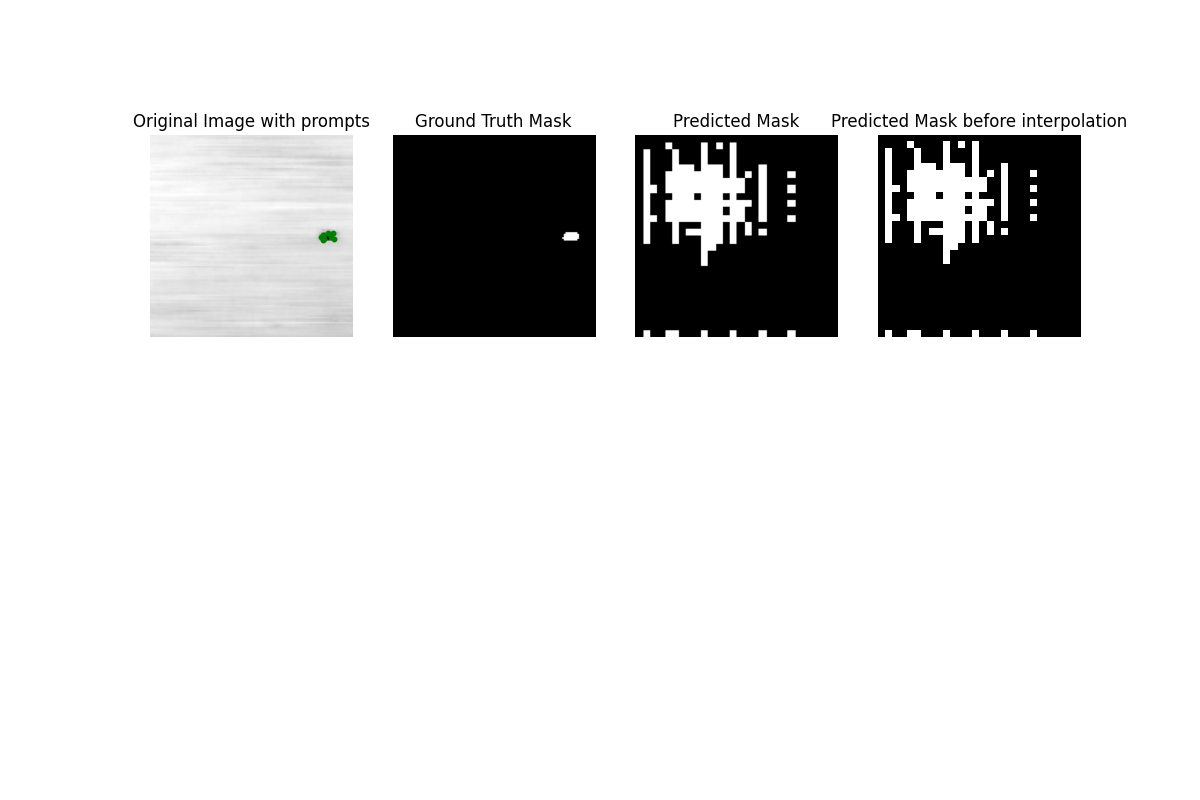 Original Image with prompts
Ground Truth Mask
Predicted Mask
Predicted Mask before interpolation